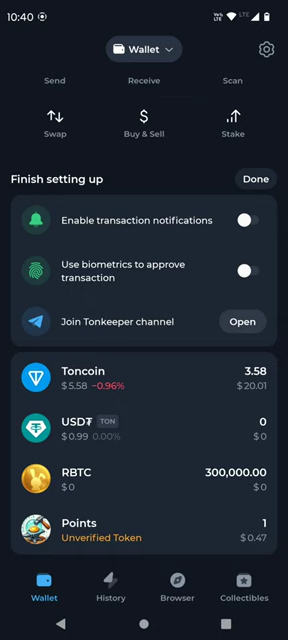 10:40
LTE
Wallet
Send Receive Scan
Swap Buy & Sell Stake
Finish setting up Done
Enable transaction notifications
Use biometrics to approve
transaction
Join Tonkeeper channel Open
Toncoin 3.58
$ 5.58 −0.96% $ 20.01
USD₮ TON 0
$ 0.99 0.00% $ 0
RBTC 300,000.00
$ 0 $ 0
Points 1
Unverified Token $ 0.47
Wallet History Browser Collectibles